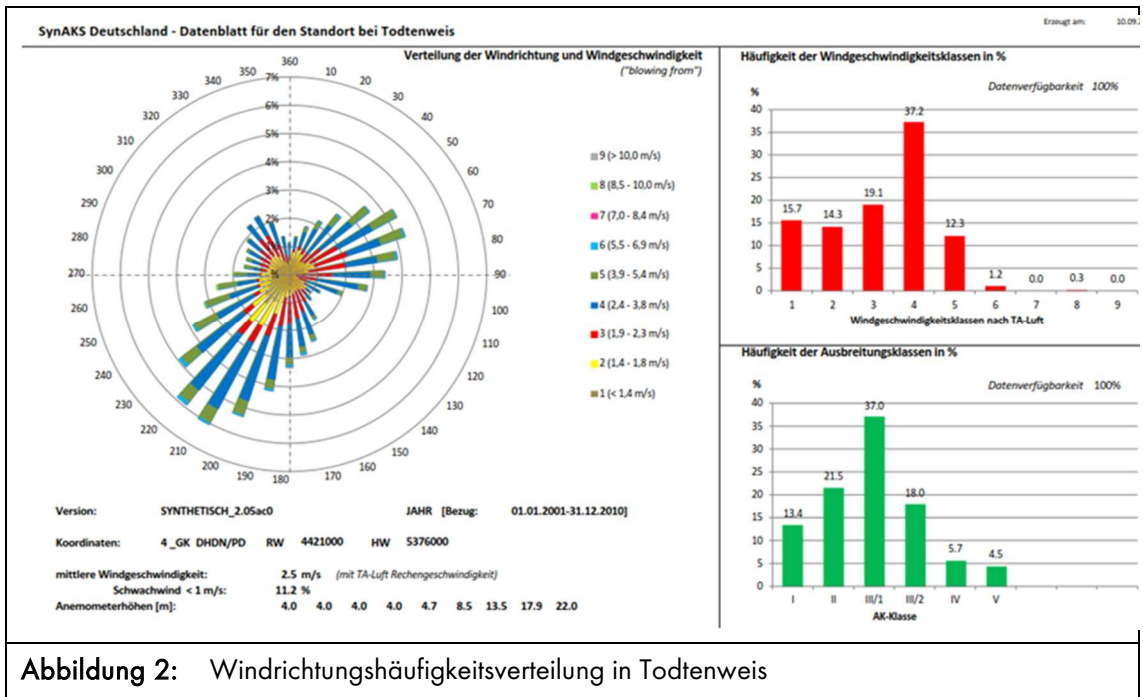 Erzeugt am: 10.09.
SynAKS Deutschland - Datenblatt für den Standort bei Todtenweis
Verteilung der Windrichtung und Windgeschwindigkeit
("blowing from")
360
10
20
30
40
50
60
70
80
90
100
110
120
130
140
150
160
170
180
190
200
210
220
230
240
250
260
270
280
290
300
310
320
330
340
350
7%
6%
5%
4%
3%
2%
%
9 (> 10,0 m/s)
8 (8,5 - 10,0 m/s)
7 (7,0 - 8,4 m/s)
6 (5,5 - 6,9 m/s)
5 (3,9 - 5,4 m/s)
4 (2,4 - 3,8 m/s)
3 (1,9 - 2,3 m/s)
2 (1,4 - 1,8 m/s)
1 (< 1,4 m/s)
Version: SYNTHETISCH_2.05ac0 JAHR [Bezug: 01.01.2001-31.12.2010]
Koordinaten: 4 _GK DHDN/PD RW 4421000 HW 5376000
mittlere Windgeschwindigkeit: 2.5 m/s (mit TA-Luft Rechengeschwindigkeit)
Schwachwind < 1 m/s: 11.2 %
Anemometerhöhen [m]: 4.0 4.0 4.0 4.0 4.7 8.5 13.5 17.9 22.0
Häufigkeit der Windgeschwindigkeitsklassen in %
Datenverfügbarkeit 100%
%
40
35
30
25
20
15
10
5
0
15.7 14.3 19.1 37.2 12.3 1.2 0.0 0.3 0.0
1 2 3 4 5 6 7 8 9
Windgeschwindigkeitsklassen nach TA-Luft
Häufigkeit der Ausbreitungsklassen in %
Datenverfügbarkeit 100%
%
40
35
30
25
20
15
10
5
0
13.4 21.5 37.0 18.0 5.7 4.5
I II III/1 III/2 IV V
AK-Klasse
Abbildung 2: Windrichtungshäufigkeitsverteilung in Todtenweis